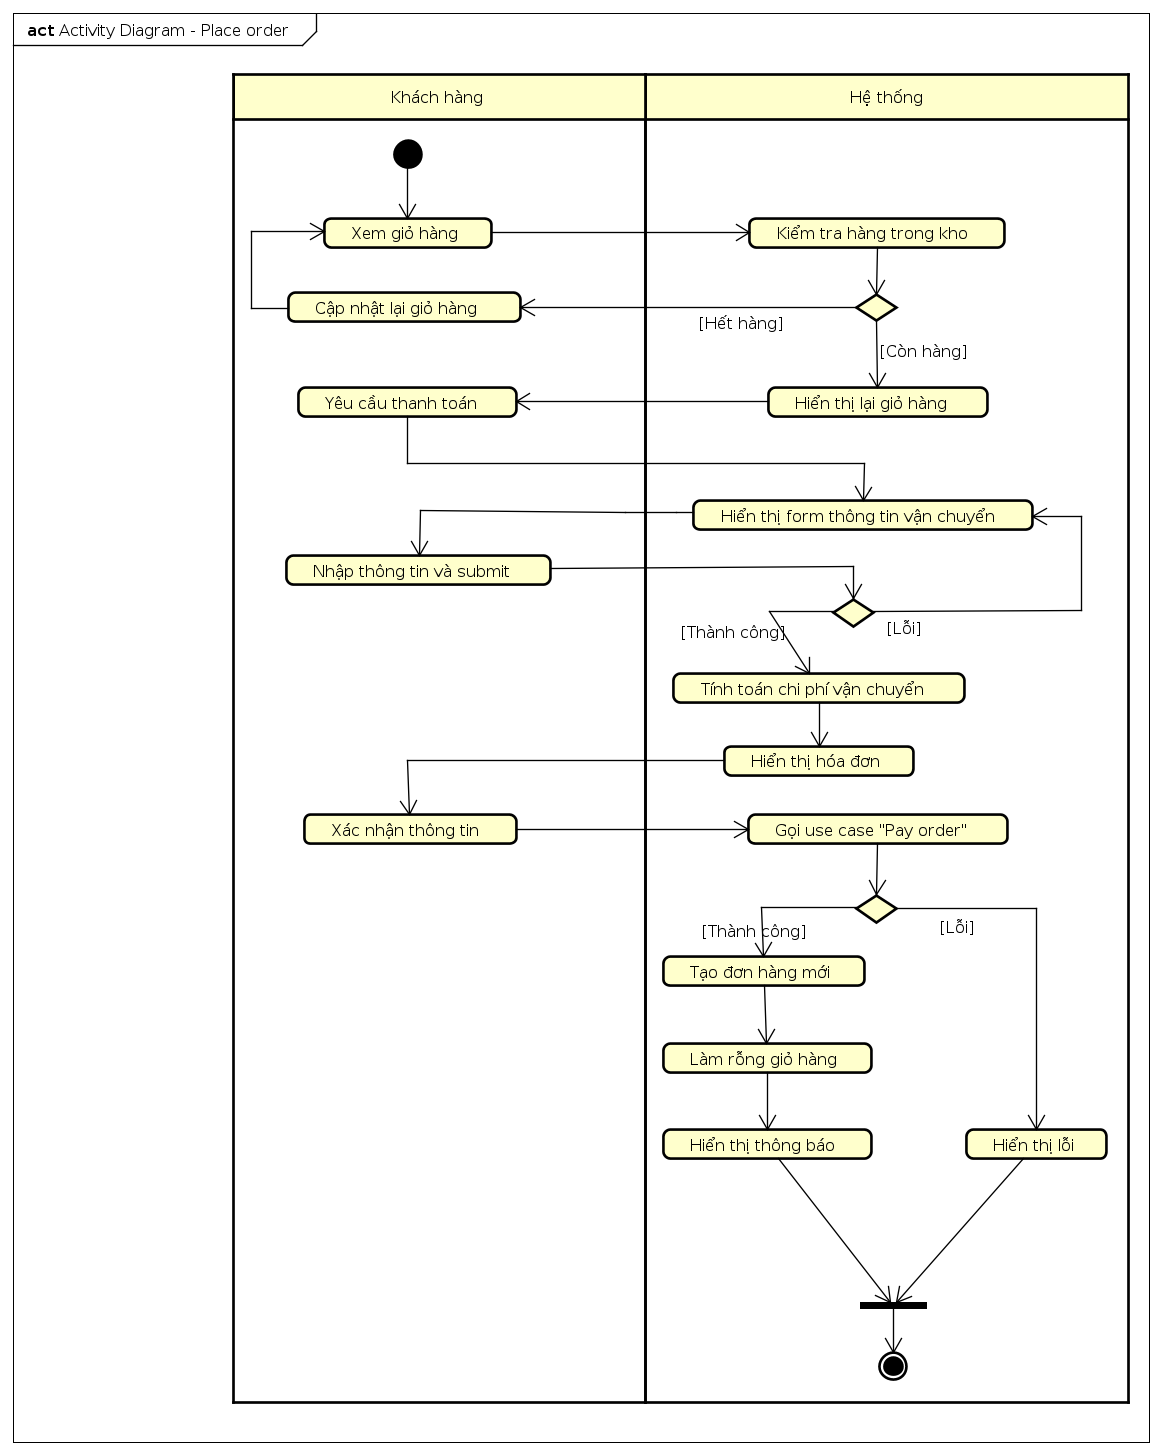 act Activity Diagram - Place order
Khách hàng
Hệ thống
Xem giỏ hàng
Kiểm tra hàng trong kho
Cập nhật lại giỏ hàng
[Hết hàng]
[Còn hàng]
Yêu cầu thanh toán
Hiển thị lại giỏ hàng
Hiển thị form thông tin vận chuyển
Nhập thông tin và submit
[Thành công]
[Lỗi]
Tính toán chi phí vận chuyển
Hiển thị hóa đơn
Xác nhận thông tin
Gọi use case "Pay order"
[Thành công]
[Lỗi]
Tạo đơn hàng mới
Làm rỗng giỏ hàng
Hiển thị thông báo
Hiển thị lỗi